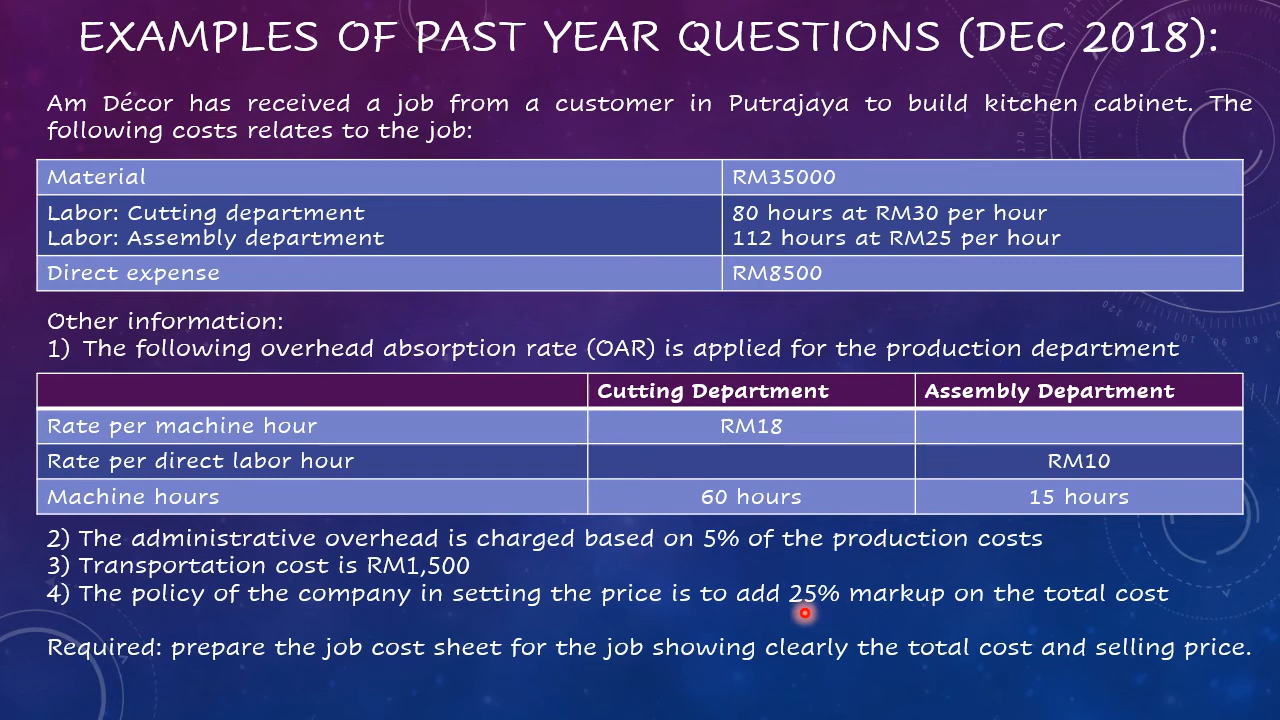 EXAMPLES OF PAST YEAR QUESTIONS (DEC 2018):
Am Décor has received a job from a customer in Putrajaya to build kitchen cabinet. The
following costs relates to the job:
Material RM35000
Labor: Cutting department 80 hours at RM30 per hour
Labor: Assembly department 112 hours at RM25 per hour
Direct expense RM8500
Other information:
1) The following overhead absorption rate (OAR) is applied for the production department
Cutting Department Assembly Department
Rate per machine hour RM18
Rate per direct labor hour RM10
Machine hours 60 hours 15 hours
2) The administrative overhead is charged based on 5% of the production costs
3) Transportation cost is RM1,500
4) The policy of the company in setting the price is to add 25% markup on the total cost
Required: prepare the job cost sheet for the job showing clearly the total cost and selling price.